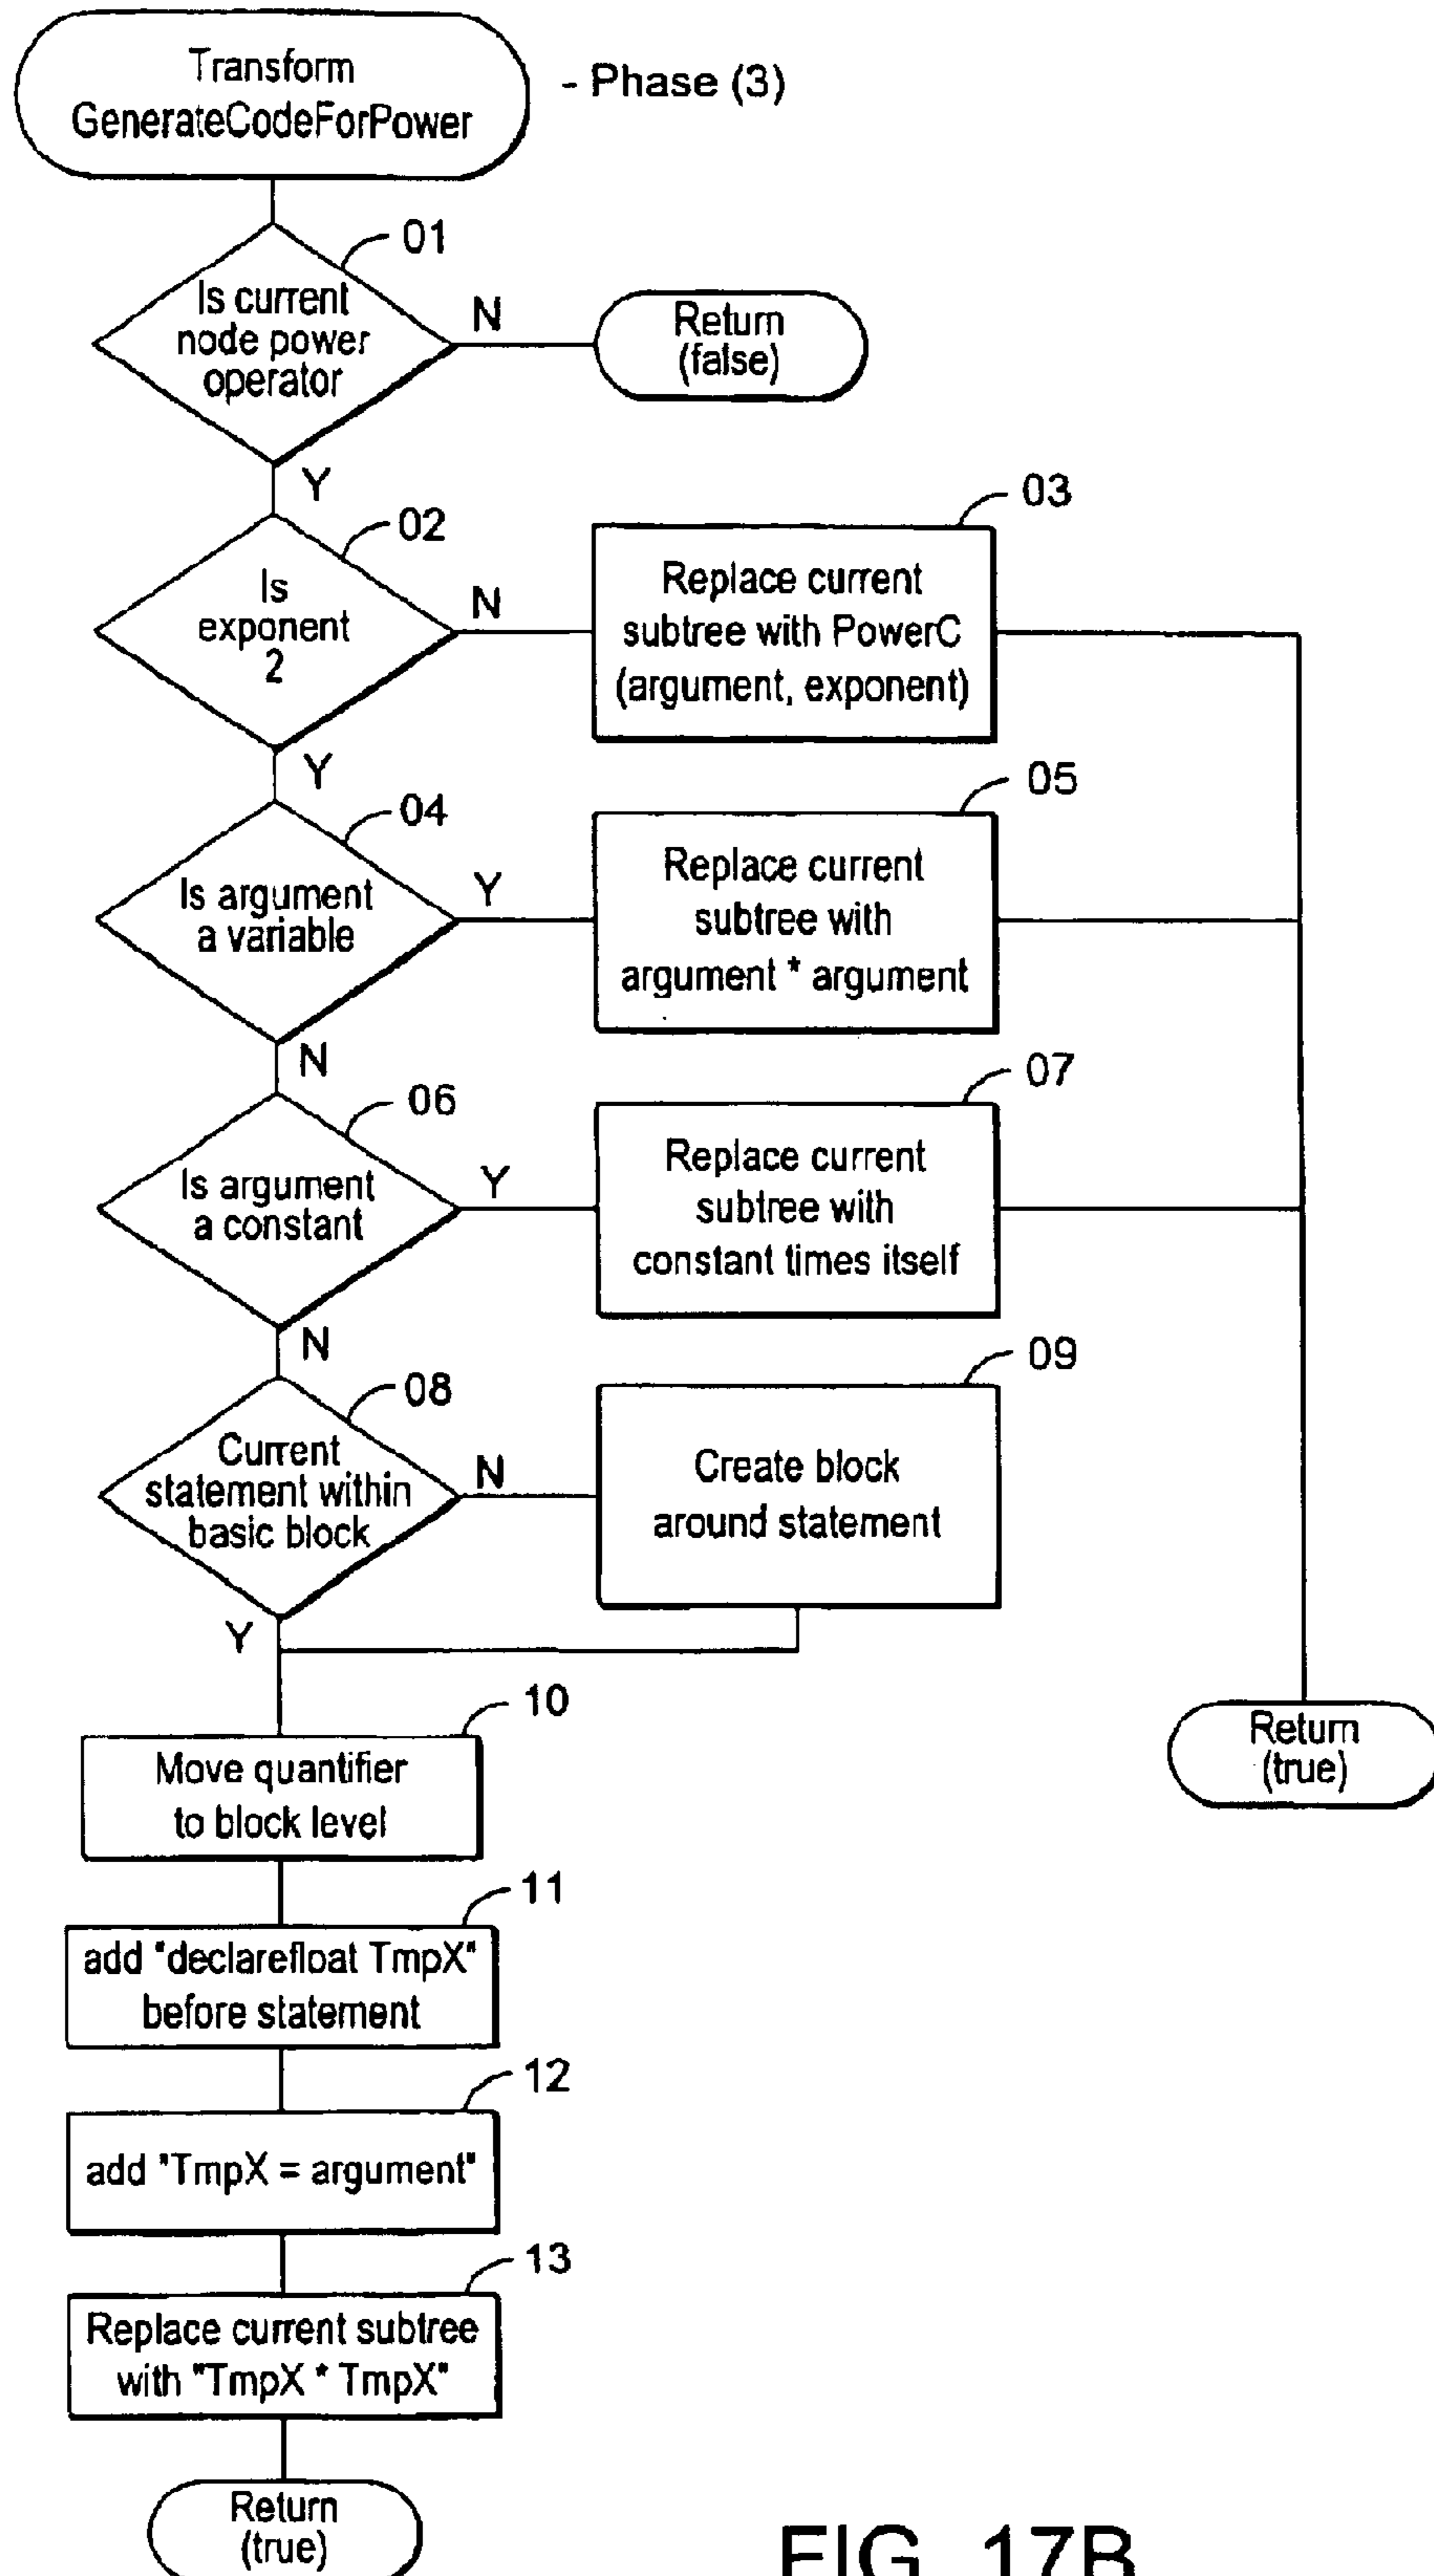 Transform
GenerateCodeForPower
- Phase (3)
01
Is current
node power
operator
N
Return
(false)
Y
02
Is
exponent
2
N
03
Replace current
subtree with PowerC
(argument, exponent)
Y
04
Is argument
a variable
Y
05
Replace current
subtree with
argument * argument
N
06
Is argument
a constant
Y
07
Replace current
subtree with
constant times itself
N
08
Current
statement within
basic block
N
09
Create block
around statement
Y
10
Move quantifier
to block level
Return
(true)
11
add "declarefloat TmpX"
before statement
12
add "TmpX = argument"
13
Replace current subtree
with "TmpX * TmpX"
Return
(true)
FIG. 17B